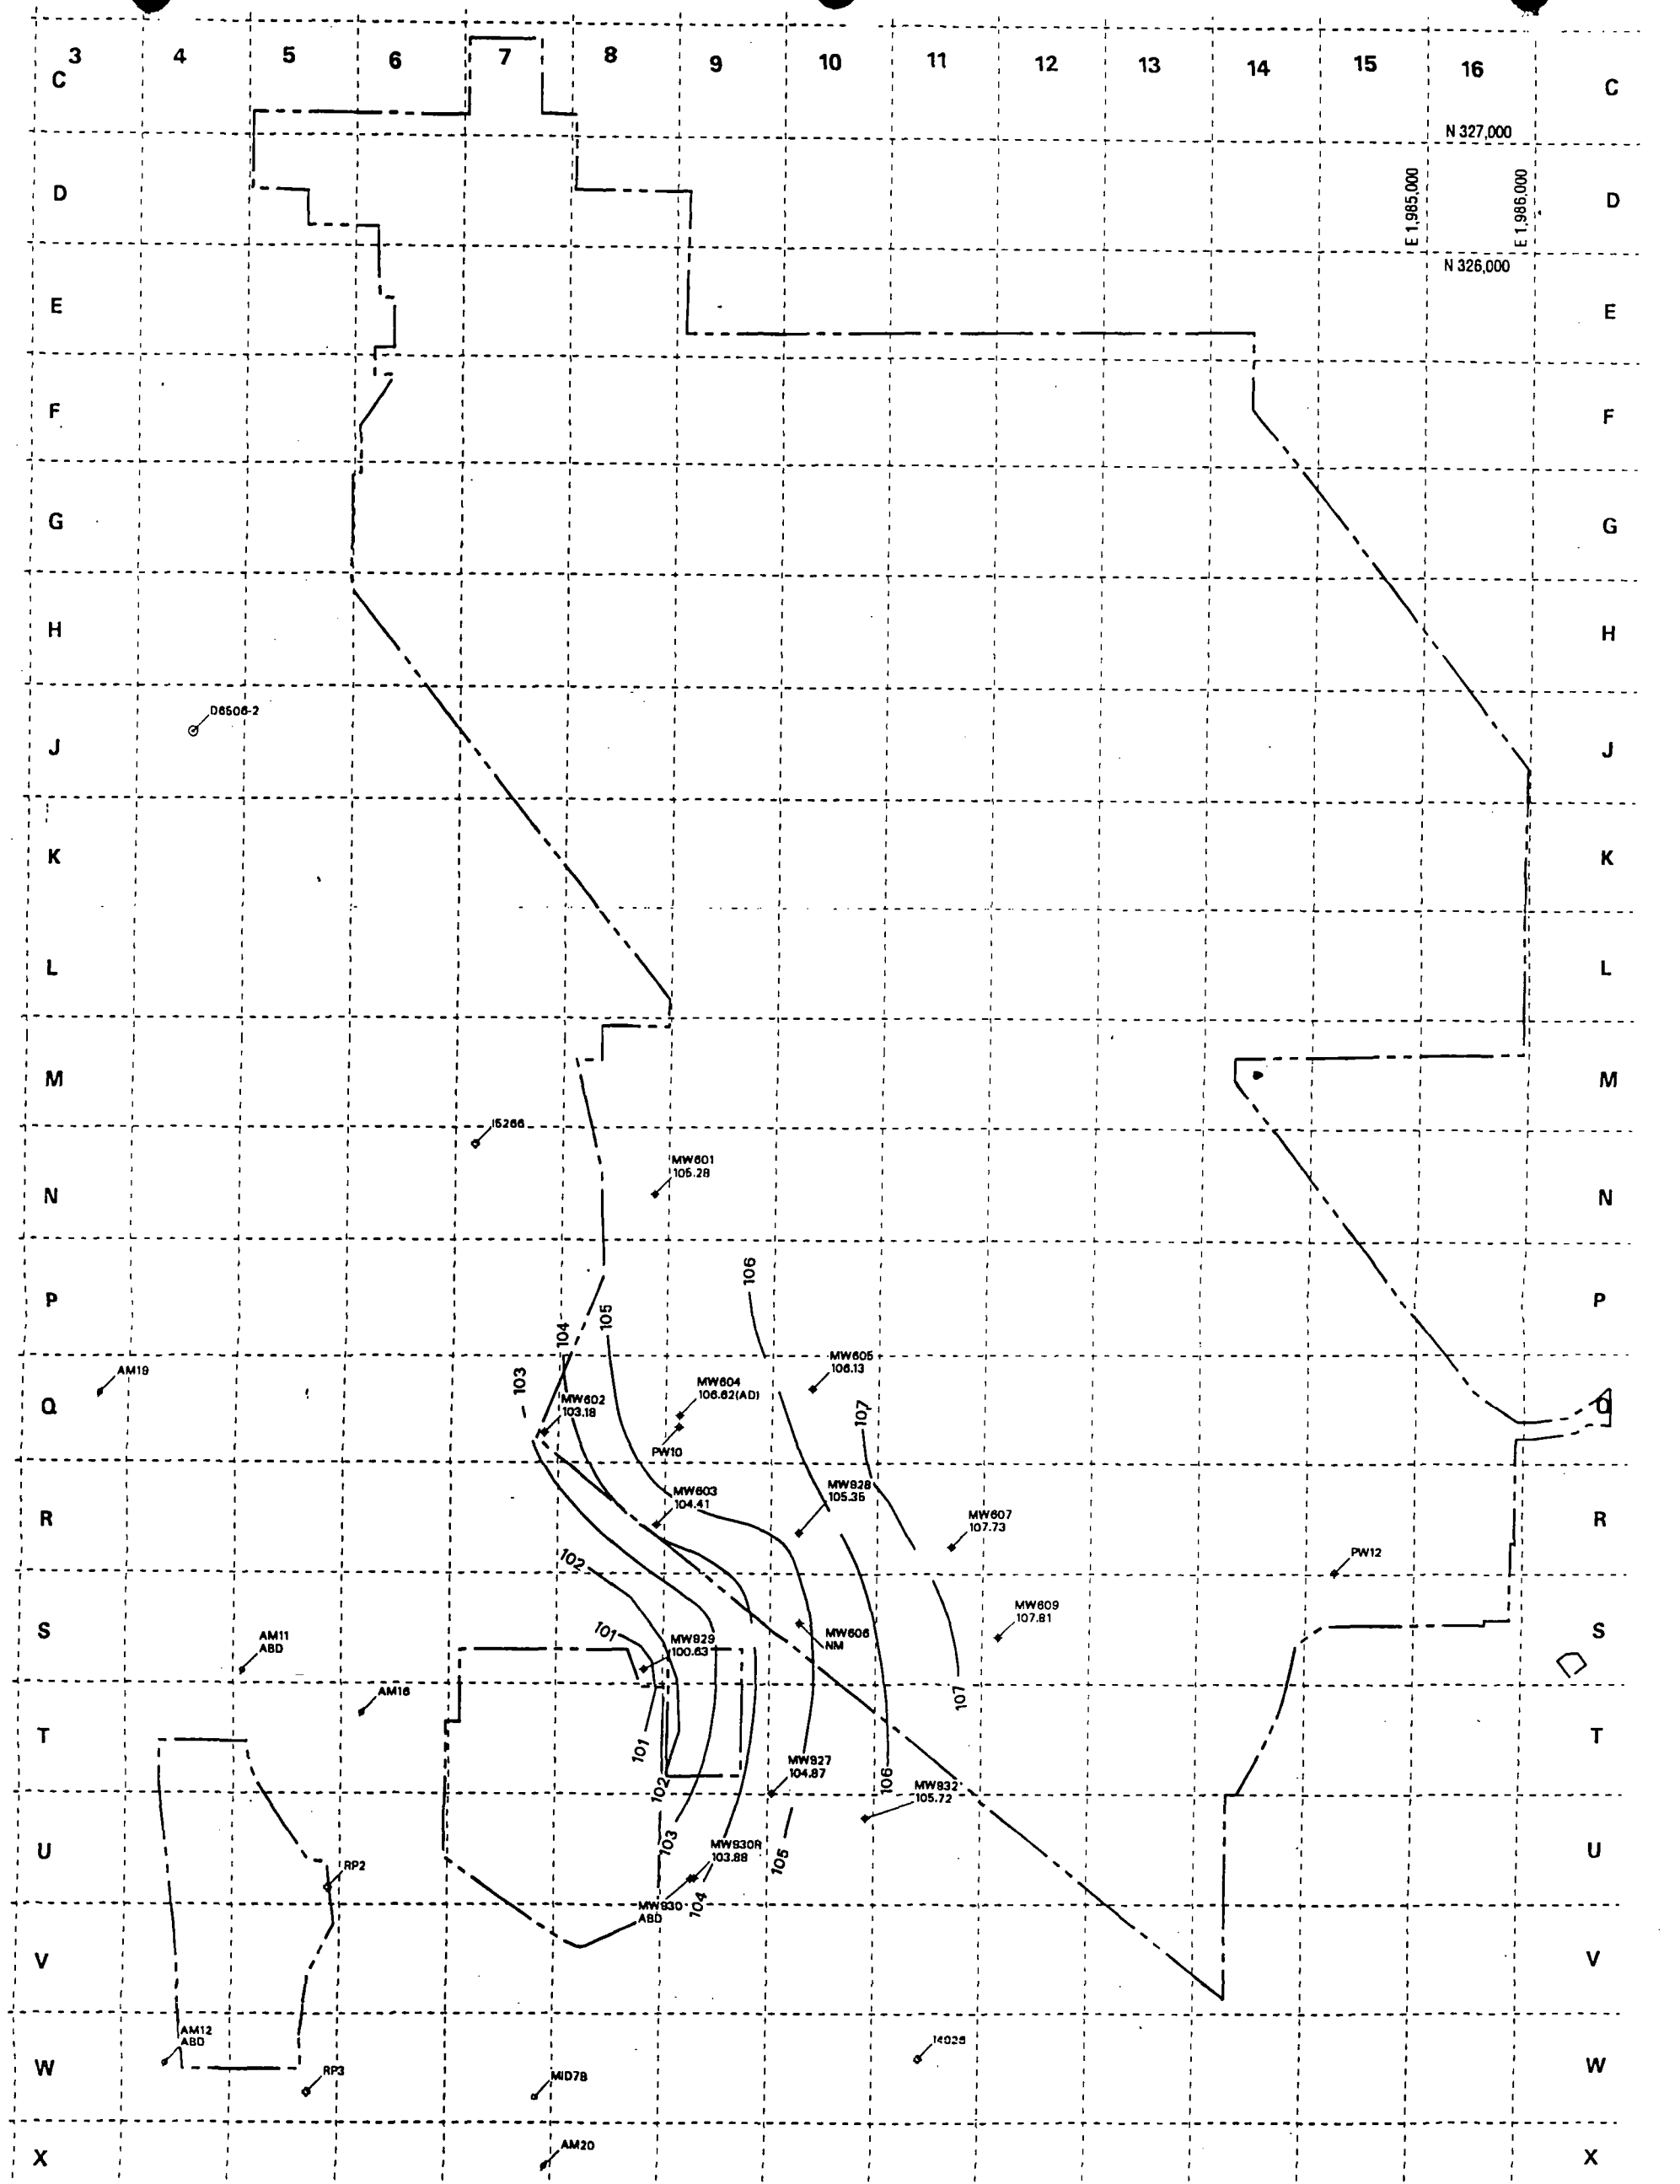 3 4 5 6 7 8 9 10 11 12 13 14 15 16
C C
N 327,000
D D
E 1,985,000
E 1,986,000
N 326,000
E E
F F
G G
H H
D6506-2
J J
K K
L L
M M
I5266
MW601
105.28
N N
106
P P
105
104
AM19
103
MW605
106.13
MW604
106.62(AD)
MW602
103.18
Q Q
107
PW10
MW928
105.35
MW603
104.41
MW607
107.73
R R
102
PW12
MW609
107.81
101
MW606
NM
AM11
ABD
MW929
100.63
S S
AM16
107
T T
101
MW927
104.87
102
106
MW932
105.72
103
MW930R
103.88
105
U U
RP2
104
MW930
ABD
V V
AM12
ABD
14025
W W
RP3
MID78
AM20
X X